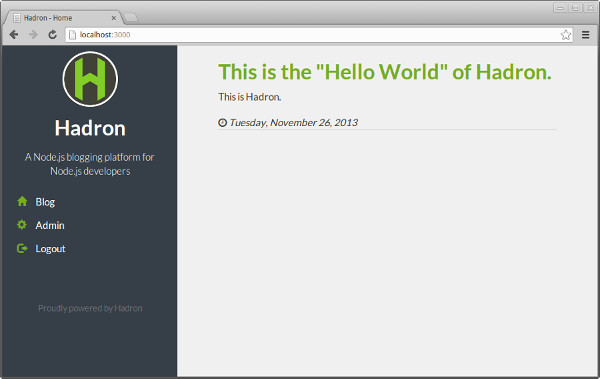 Hadron - Home
localhost:3000
Hadron
A Node.js blogging platform for
Node.js developers
Blog
Admin
Logout
Proudly powered by Hadron
This is the "Hello World" of Hadron.
This is Hadron.
Tuesday, November 26, 2013